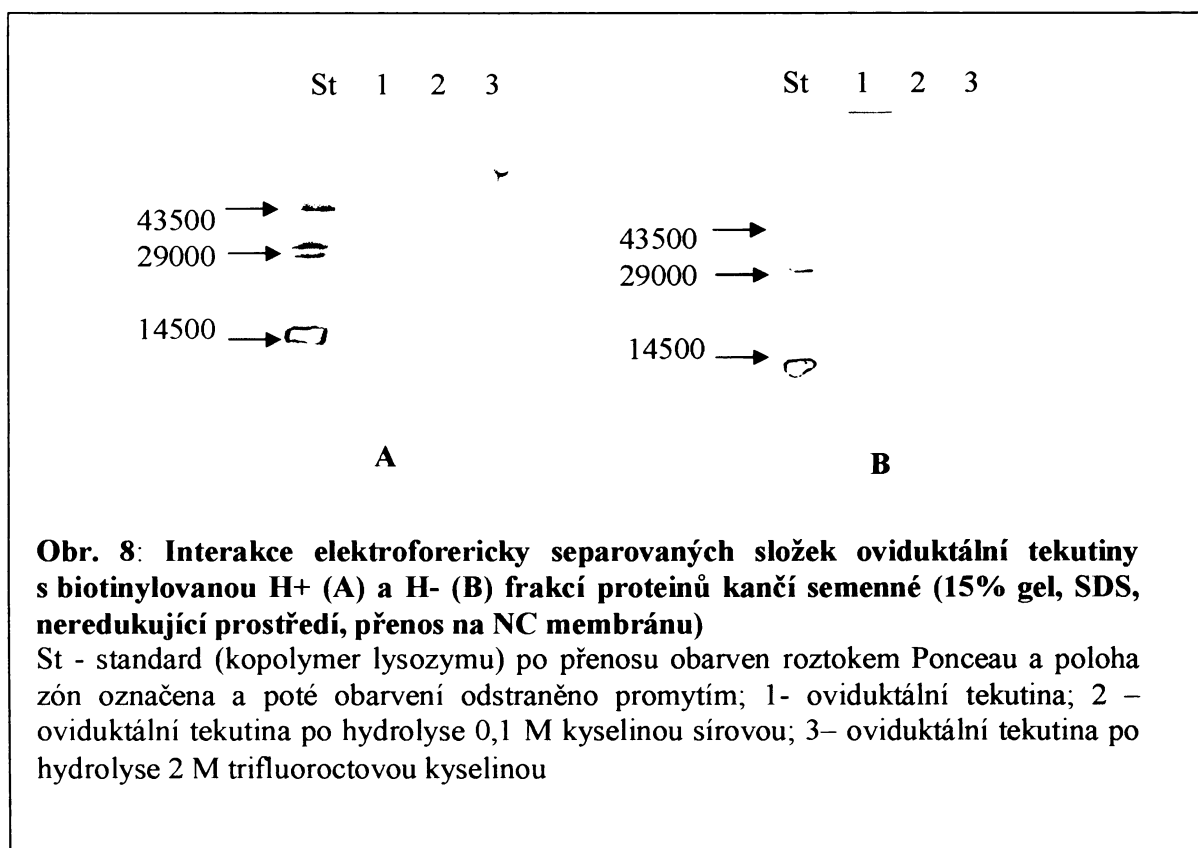 St 1 2 3 St 1 2 3
43500 43500
29000 29000
14500 14500
A B
Obr. 8: Interakce elektroforericky separovaných složek oviduktální tekutiny
s biotinylovanou H+ (A) a H- (B) frakcí proteinů kančí semenné (15% gel, SDS,
neredukující prostředí, přenos na NC membránu)
St - standard (kopolymer lysozymu) po přenosu obarven roztokem Ponceau a poloha
zón označena a poté obarvení odstraněno promytím; 1- oviduktální tekutina; 2 –
oviduktální tekutina po hydrolyse 0,1 M kyselinou sírovou; 3– oviduktální tekutina po
hydrolyse 2 M trifluoroctovou kyselinou